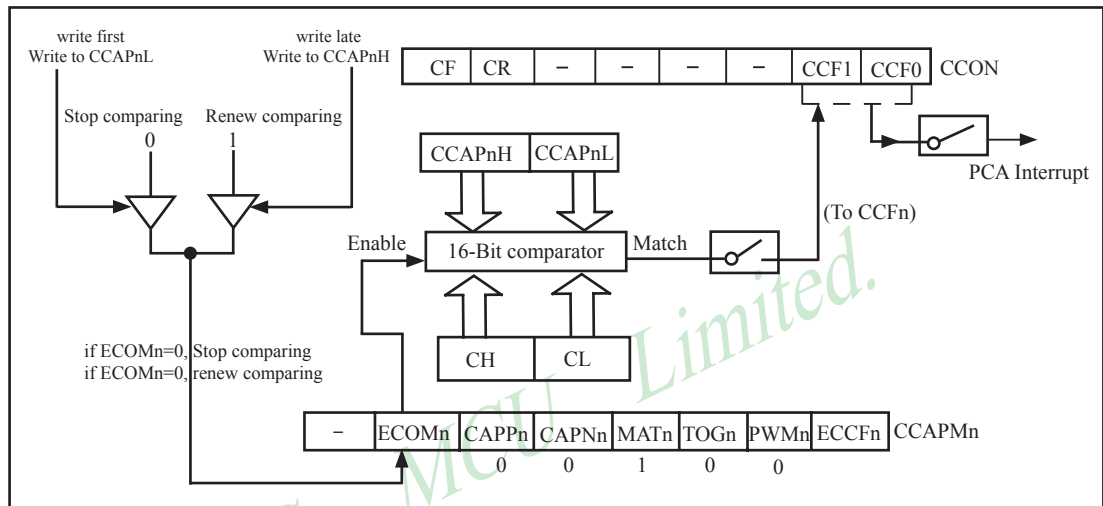 write first
Write to CCAPnL
write late
Write to CCAPnH
CF CR – – – – CCF1 CCF0 CCON
Stop comparing
0
Renew comparing
1
CCAPnH CCAPnL
PCA Interrupt
(To CCFn)
Enable
16-Bit comparator
Match
CH CL
if ECOMn=0, Stop comparing
if ECOMn=0, renew comparing
– ECOMn CAPPn CAPNn MATn TOGn PWMn ECCFn CCAPMn
0 0 1 0 0
MCU Limited.